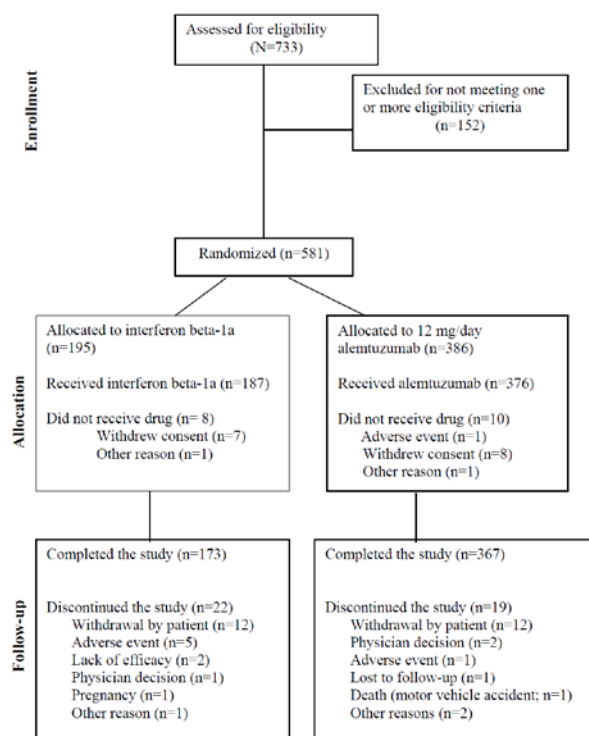 Assessed for eligibility
(N=733)
Enrollment
Excluded for not meeting one
or more eligibility criteria
(n=152)
Randomized (n=581)
Allocation
Allocated to interferon beta-1a
(n=195)
Received interferon beta-1a (n=187)
Did not receive drug (n= 8)
Withdrew consent (n=7)
Other reason (n=1)
Allocated to 12 mg/day
alemtuzumab (n=386)
Received alemtuzumab (n=376)
Did not receive drug (n=10)
Adverse event (n=1)
Withdrew consent (n=8)
Other reason (n=1)
Follow-up
Completed the study (n=173)
Discontinued the study (n=22)
Withdrawal by patient (n=12)
Adverse event (n=5)
Lack of efficacy (n=2)
Physician decision (n=1)
Pregnancy (n=1)
Other reason (n=1)
Completed the study (n=367)
Discontinued the study (n=19)
Withdrawal by patient (n=12)
Physician decision (n=2)
Adverse event (n=1)
Lost to follow-up (n=1)
Death (motor vehicle accident; n=1)
Other reasons (n=2)